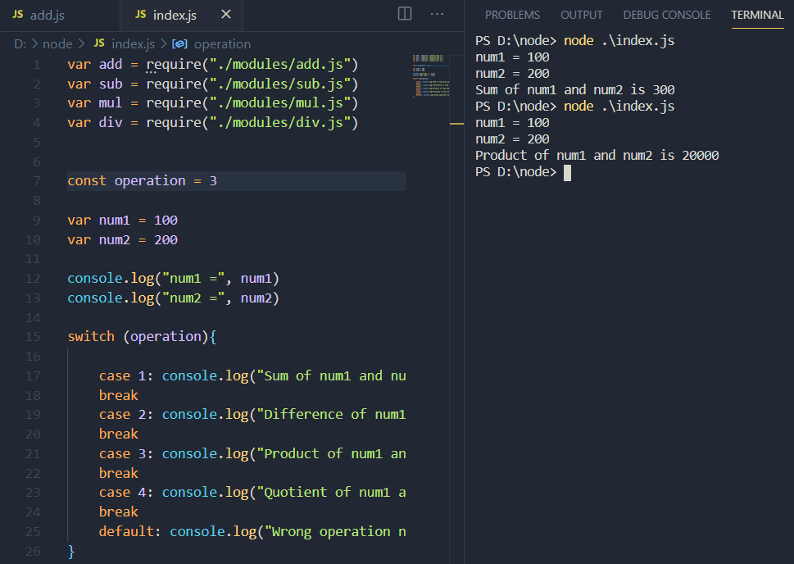 JS add.js
JS index.js ×
D: > node > JS index.js > operation
1 var add = require("./modules/add.js")
2 var sub = require("./modules/sub.js")
3 var mul = require("./modules/mul.js")
4 var div = require("./modules/div.js")
5
6
7 const operation = 3
8
9 var num1 = 100
10 var num2 = 200
11
12 console.log("num1 =", num1)
13 console.log("num2 =", num2)
14
15 switch (operation){
16
17 case 1: console.log("Sum of num1 and nu
18 break
19 case 2: console.log("Difference of num1
20 break
21 case 3: console.log("Product of num1 an
22 break
23 case 4: console.log("Quotient of num1 a
24 break
25 default: console.log("Wrong operation n
26 }
PROBLEMS OUTPUT DEBUG CONSOLE TERMINAL
PS D:\node> node .\index.js
num1 = 100
num2 = 200
Sum of num1 and num2 is 300
PS D:\node> node .\index.js
num1 = 100
num2 = 200
Product of num1 and num2 is 20000
PS D:\node>